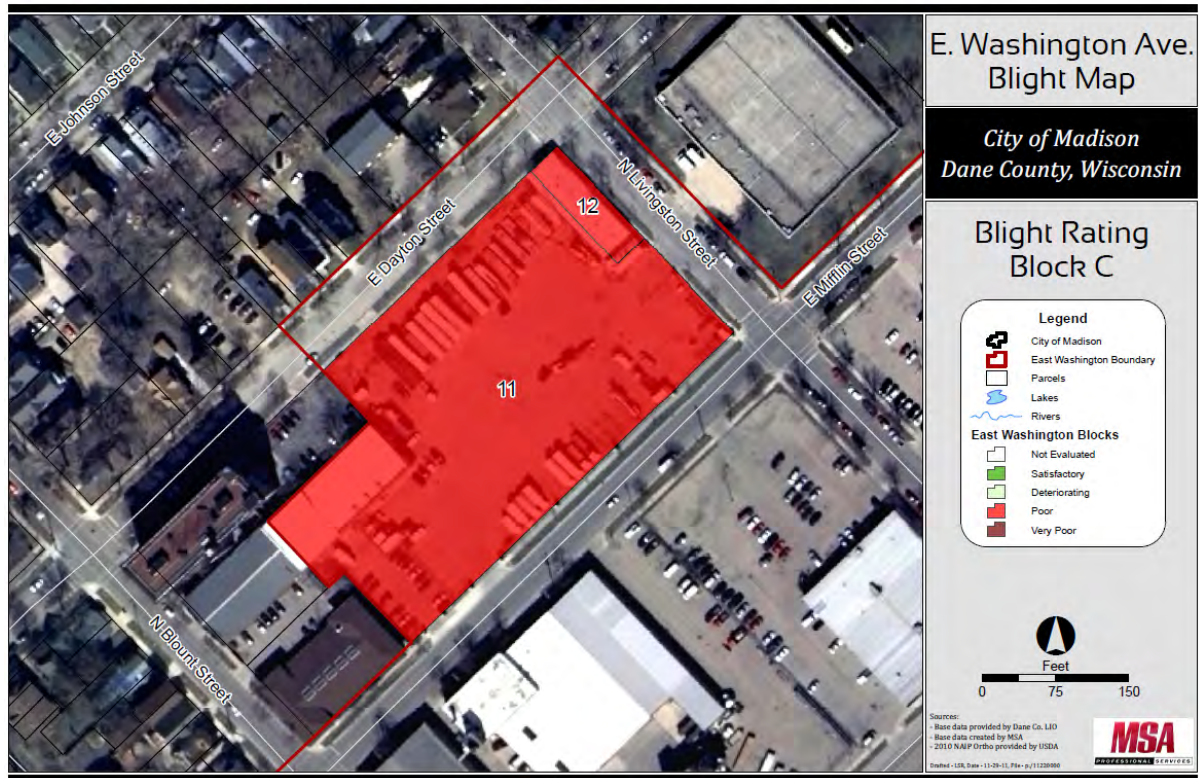 E. Washington Ave.
Blight Map
City of Madison
Dane County, Wisconsin
Blight Rating
Block C
Legend
City of Madison
East Washington Boundary
Parcels
Lakes
Rivers
East Washington Blocks
Not Evaluated
Satisfactory
Deteriorating
Poor
Very Poor
Feet
0 75 150
Sources:
- Base data provided by Dane Co. LIO
- Base data created by MSA
- 2010 NAIP Ortho provided by USDA
MSA
PROFESSIONAL SERVICES
E Johnson Street
E Dayton Street
N Livingston Street
E Mifflin Street
N Blount Street
12
11